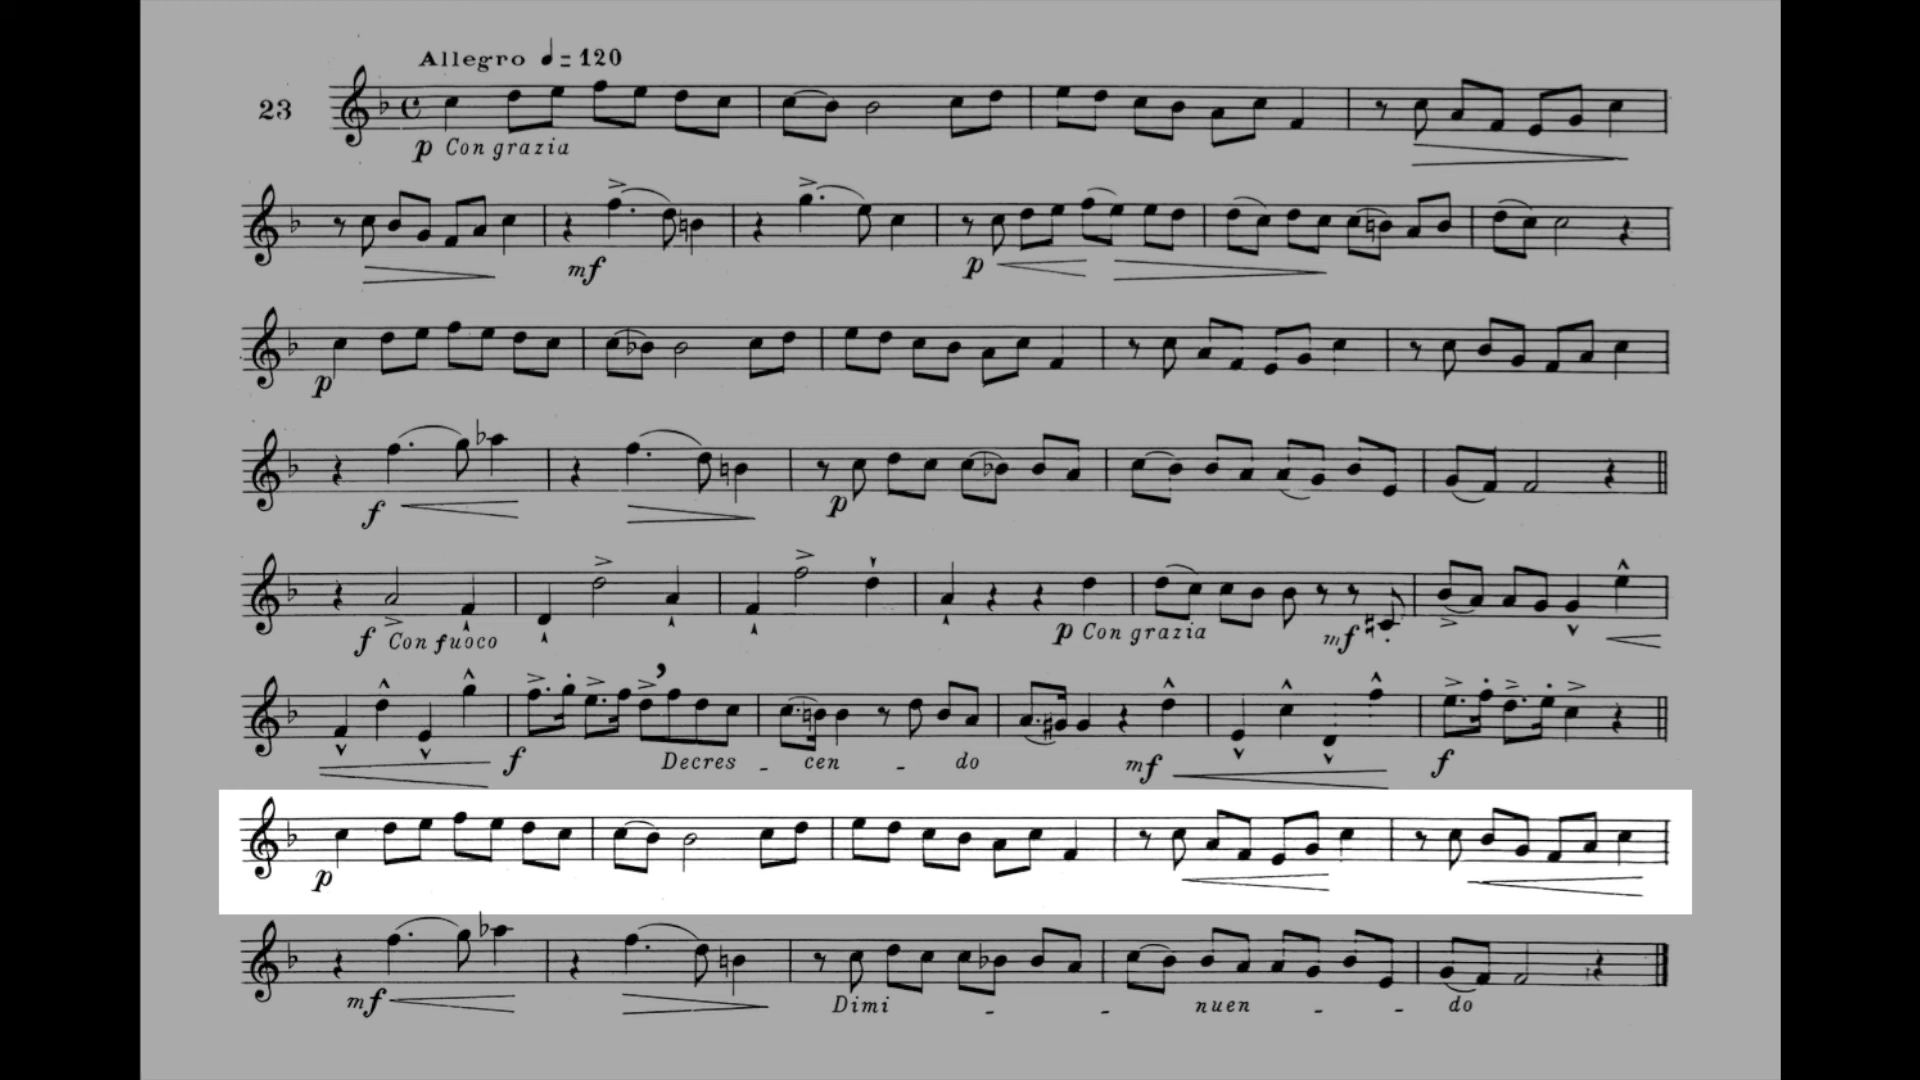 Allegro ♩ = 120
23
p Con grazia
mf p
p
f p
f Con fuoco p Con grazia mf
f Decres - cen - do mf f
p
mf Dimi - - nuen - - do